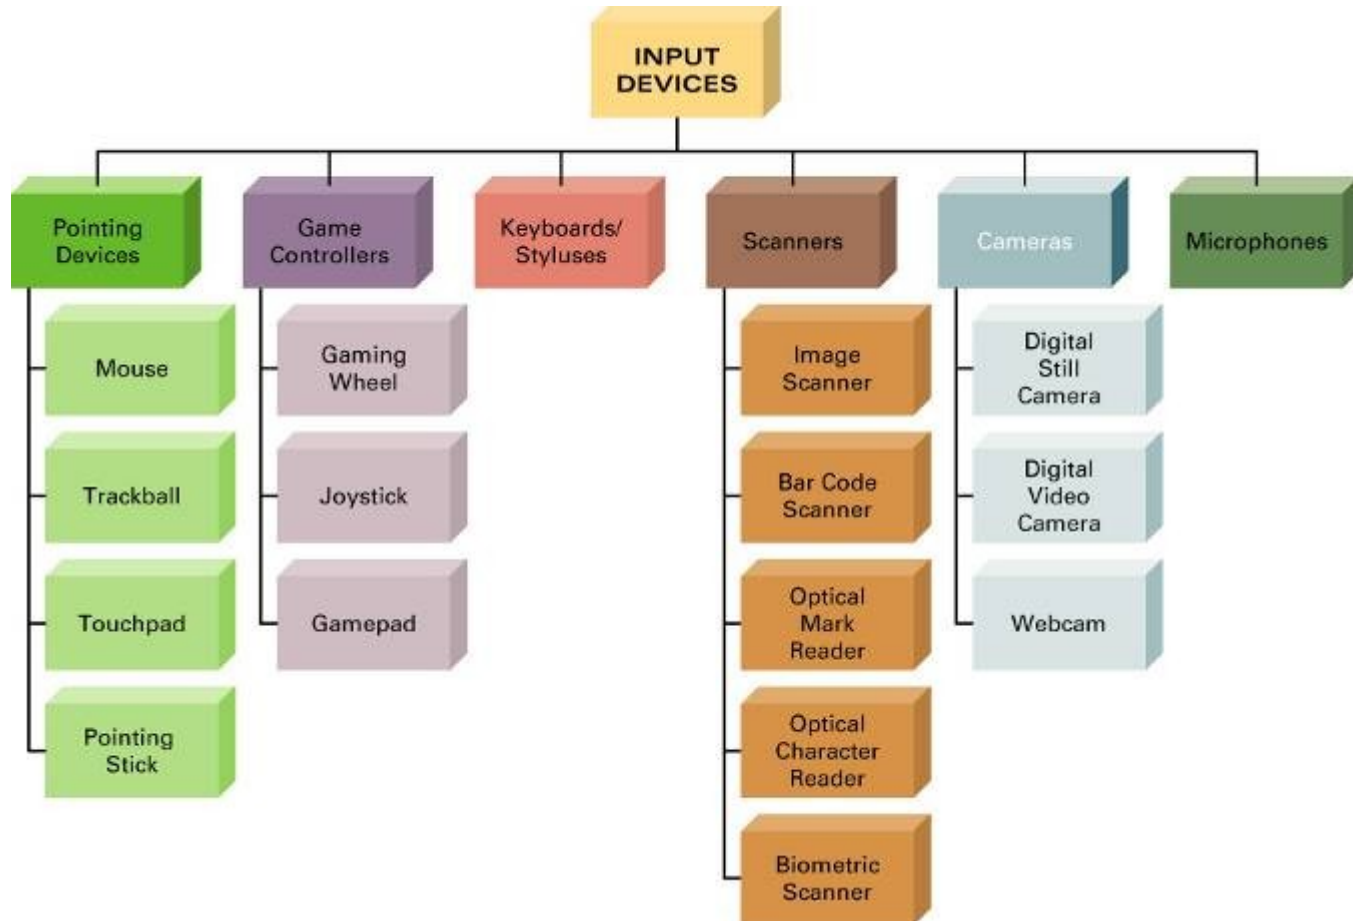 INPUT
DEVICES
Pointing
Devices
Game
Controllers
Keyboards/
Styluses
Scanners
Cameras
Microphones
Mouse
Trackball
Touchpad
Pointing
Stick
Gaming
Wheel
Joystick
Gamepad
Image
Scanner
Bar Code
Scanner
Optical
Mark
Reader
Optical
Character
Reader
Biometric
Scanner
Digital
Still
Camera
Digital
Video
Camera
Webcam